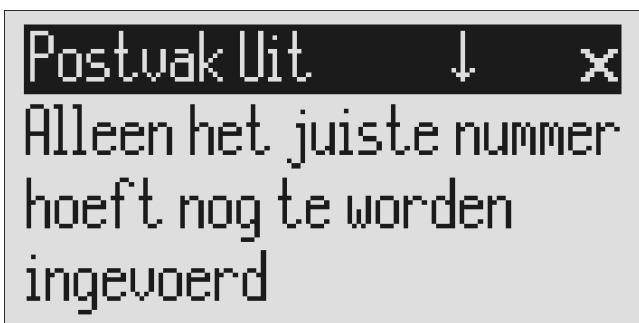 Postvak Uit ↓ x
Alleen het juiste nummer
hoeft nog te worden
ingevoerd